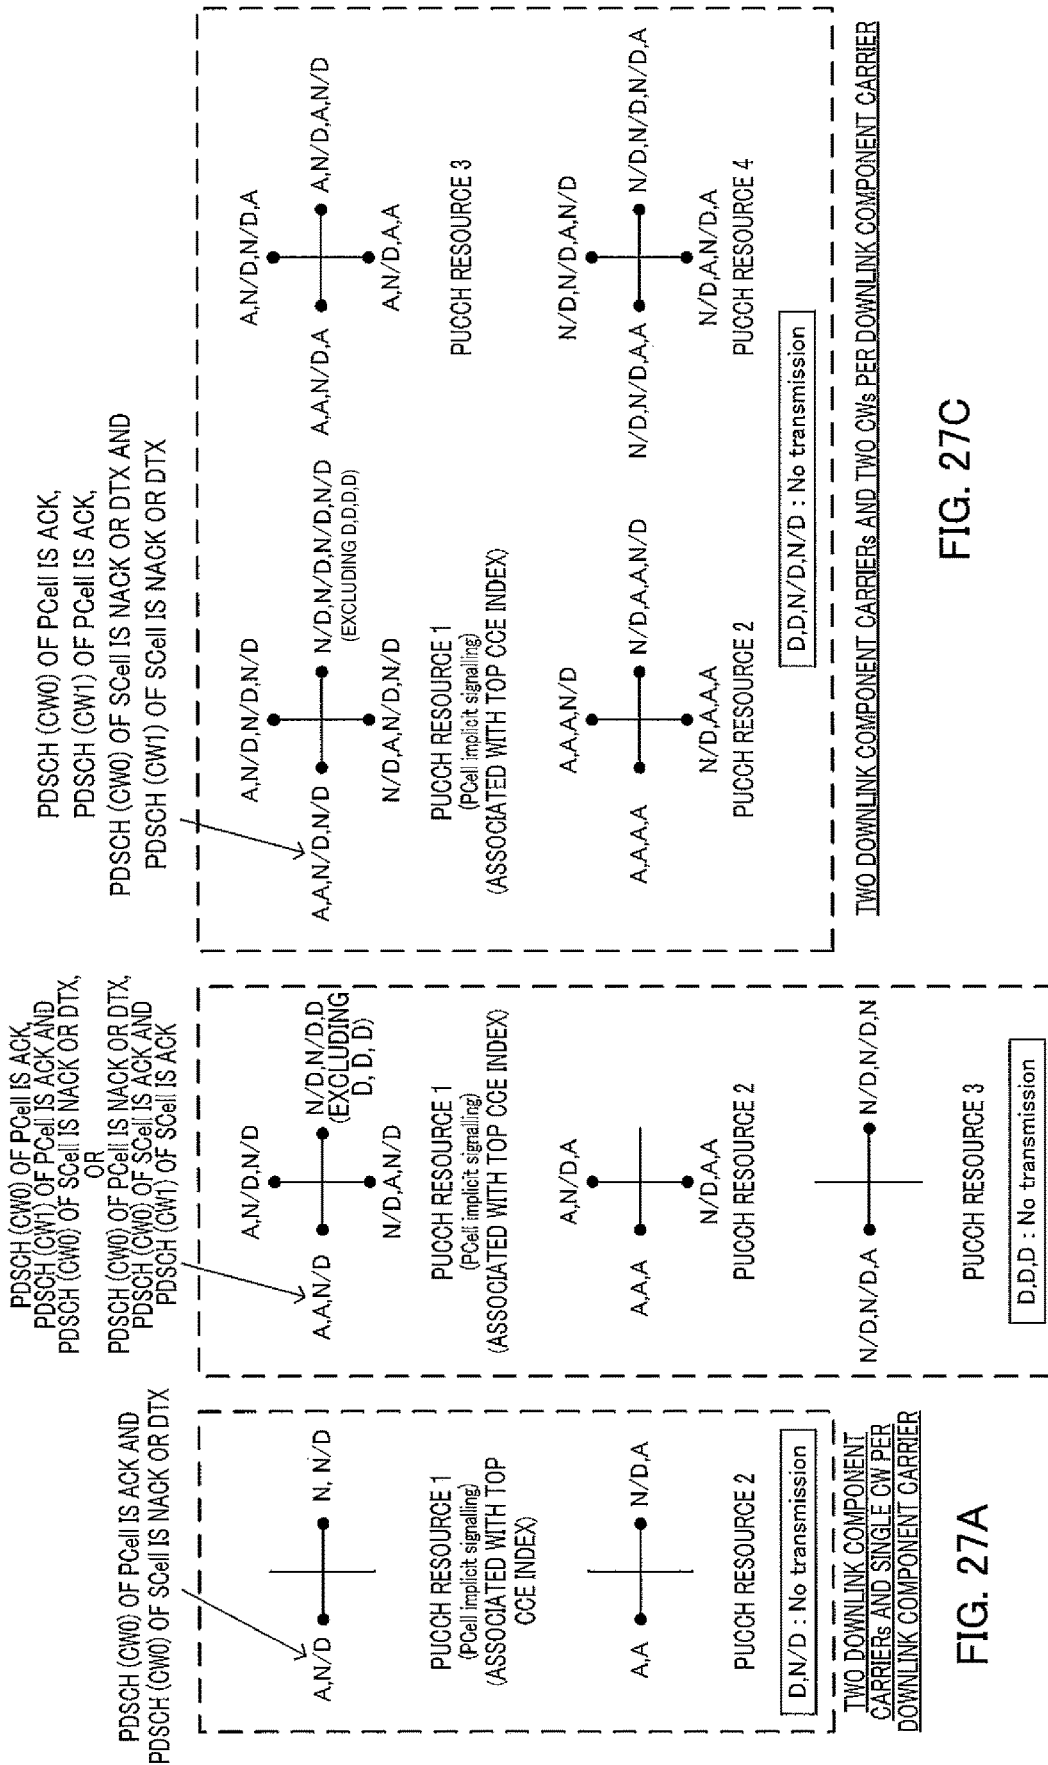 PDSCH (CW0) OF PCell IS ACK AND
PDSCH (CW0) OF SCell IS NACK OR DTX
A,N/D
N, N/D
PUCCH RESOURCE 1
(PCell implicit signalling)
(ASSOCIATED WITH TOP
CCE INDEX)
A,A
N/D,A
PUCCH RESOURCE 2
D,N/D : No transmission
TWO DOWNLINK COMPONENT
CARRIERs AND SINGLE CW PER
DOWNLINK COMPONENT CARRIER
FIG. 27A
PDSCH (CW0) OF PCell IS ACK,
PDSCH (CW1) OF PCell IS ACK AND
PDSCH (CW0) OF SCell IS NACK OR DTX,
OR
PDSCH (CW0) OF PCell IS NACK OR DTX,
PDSCH (CW0) OF SCell IS ACK AND
PDSCH (CW1) OF SCell IS ACK
A,N/D,N/D
A,A,N/D
N/D,N/D,D
(EXCLUDING
D, D, D)
N/D,A,N/D
PUCCH RESOURCE 1
(PCell implicit signalling)
(ASSOCIATED WITH TOP CCE INDEX)
A,N/D,A
A,A,A
N/D,A,A
PUCCH RESOURCE 2
N/D,N/D,A
N/D,N/D,N
PUCCH RESOURCE 3
D,D,D : No transmission
PDSCH (CW0) OF PCell IS ACK,
PDSCH (CW1) OF PCell IS ACK,
PDSCH (CW0) OF SCell IS NACK OR DTX AND
PDSCH (CW1) OF SCell IS NACK OR DTX
A,N/D,N/D,N/D
A,A,N/D,N/D
N/D,N/D,N/D,N/D
(EXCLUDING D,D,D,D)
N/D,A,N/D,N/D
PUCCH RESOURCE 1
(PCell implicit signalling)
(ASSOCIATED WITH TOP CCE INDEX)
A,N/D,N/D,A
A,A,N/D,A
A,N/D,A,N/D
A,N/D,A,A
PUCCH RESOURCE 3
A,A,A,N/D
A,A,A,A
N/D,A,A,N/D
N/D,A,A,A
PUCCH RESOURCE 2
N/D,N/D,A,N/D
N/D,N/D,A,A
N/D,N/D,N/D,A
N/D,A,N/D,A
PUCCH RESOURCE 4
D,D,N/D,N/D : No transmission
TWO DOWNLINK COMPONENT CARRIERs AND TWO CWs PER DOWNLINK COMPONENT CARRIER
FIG. 27C